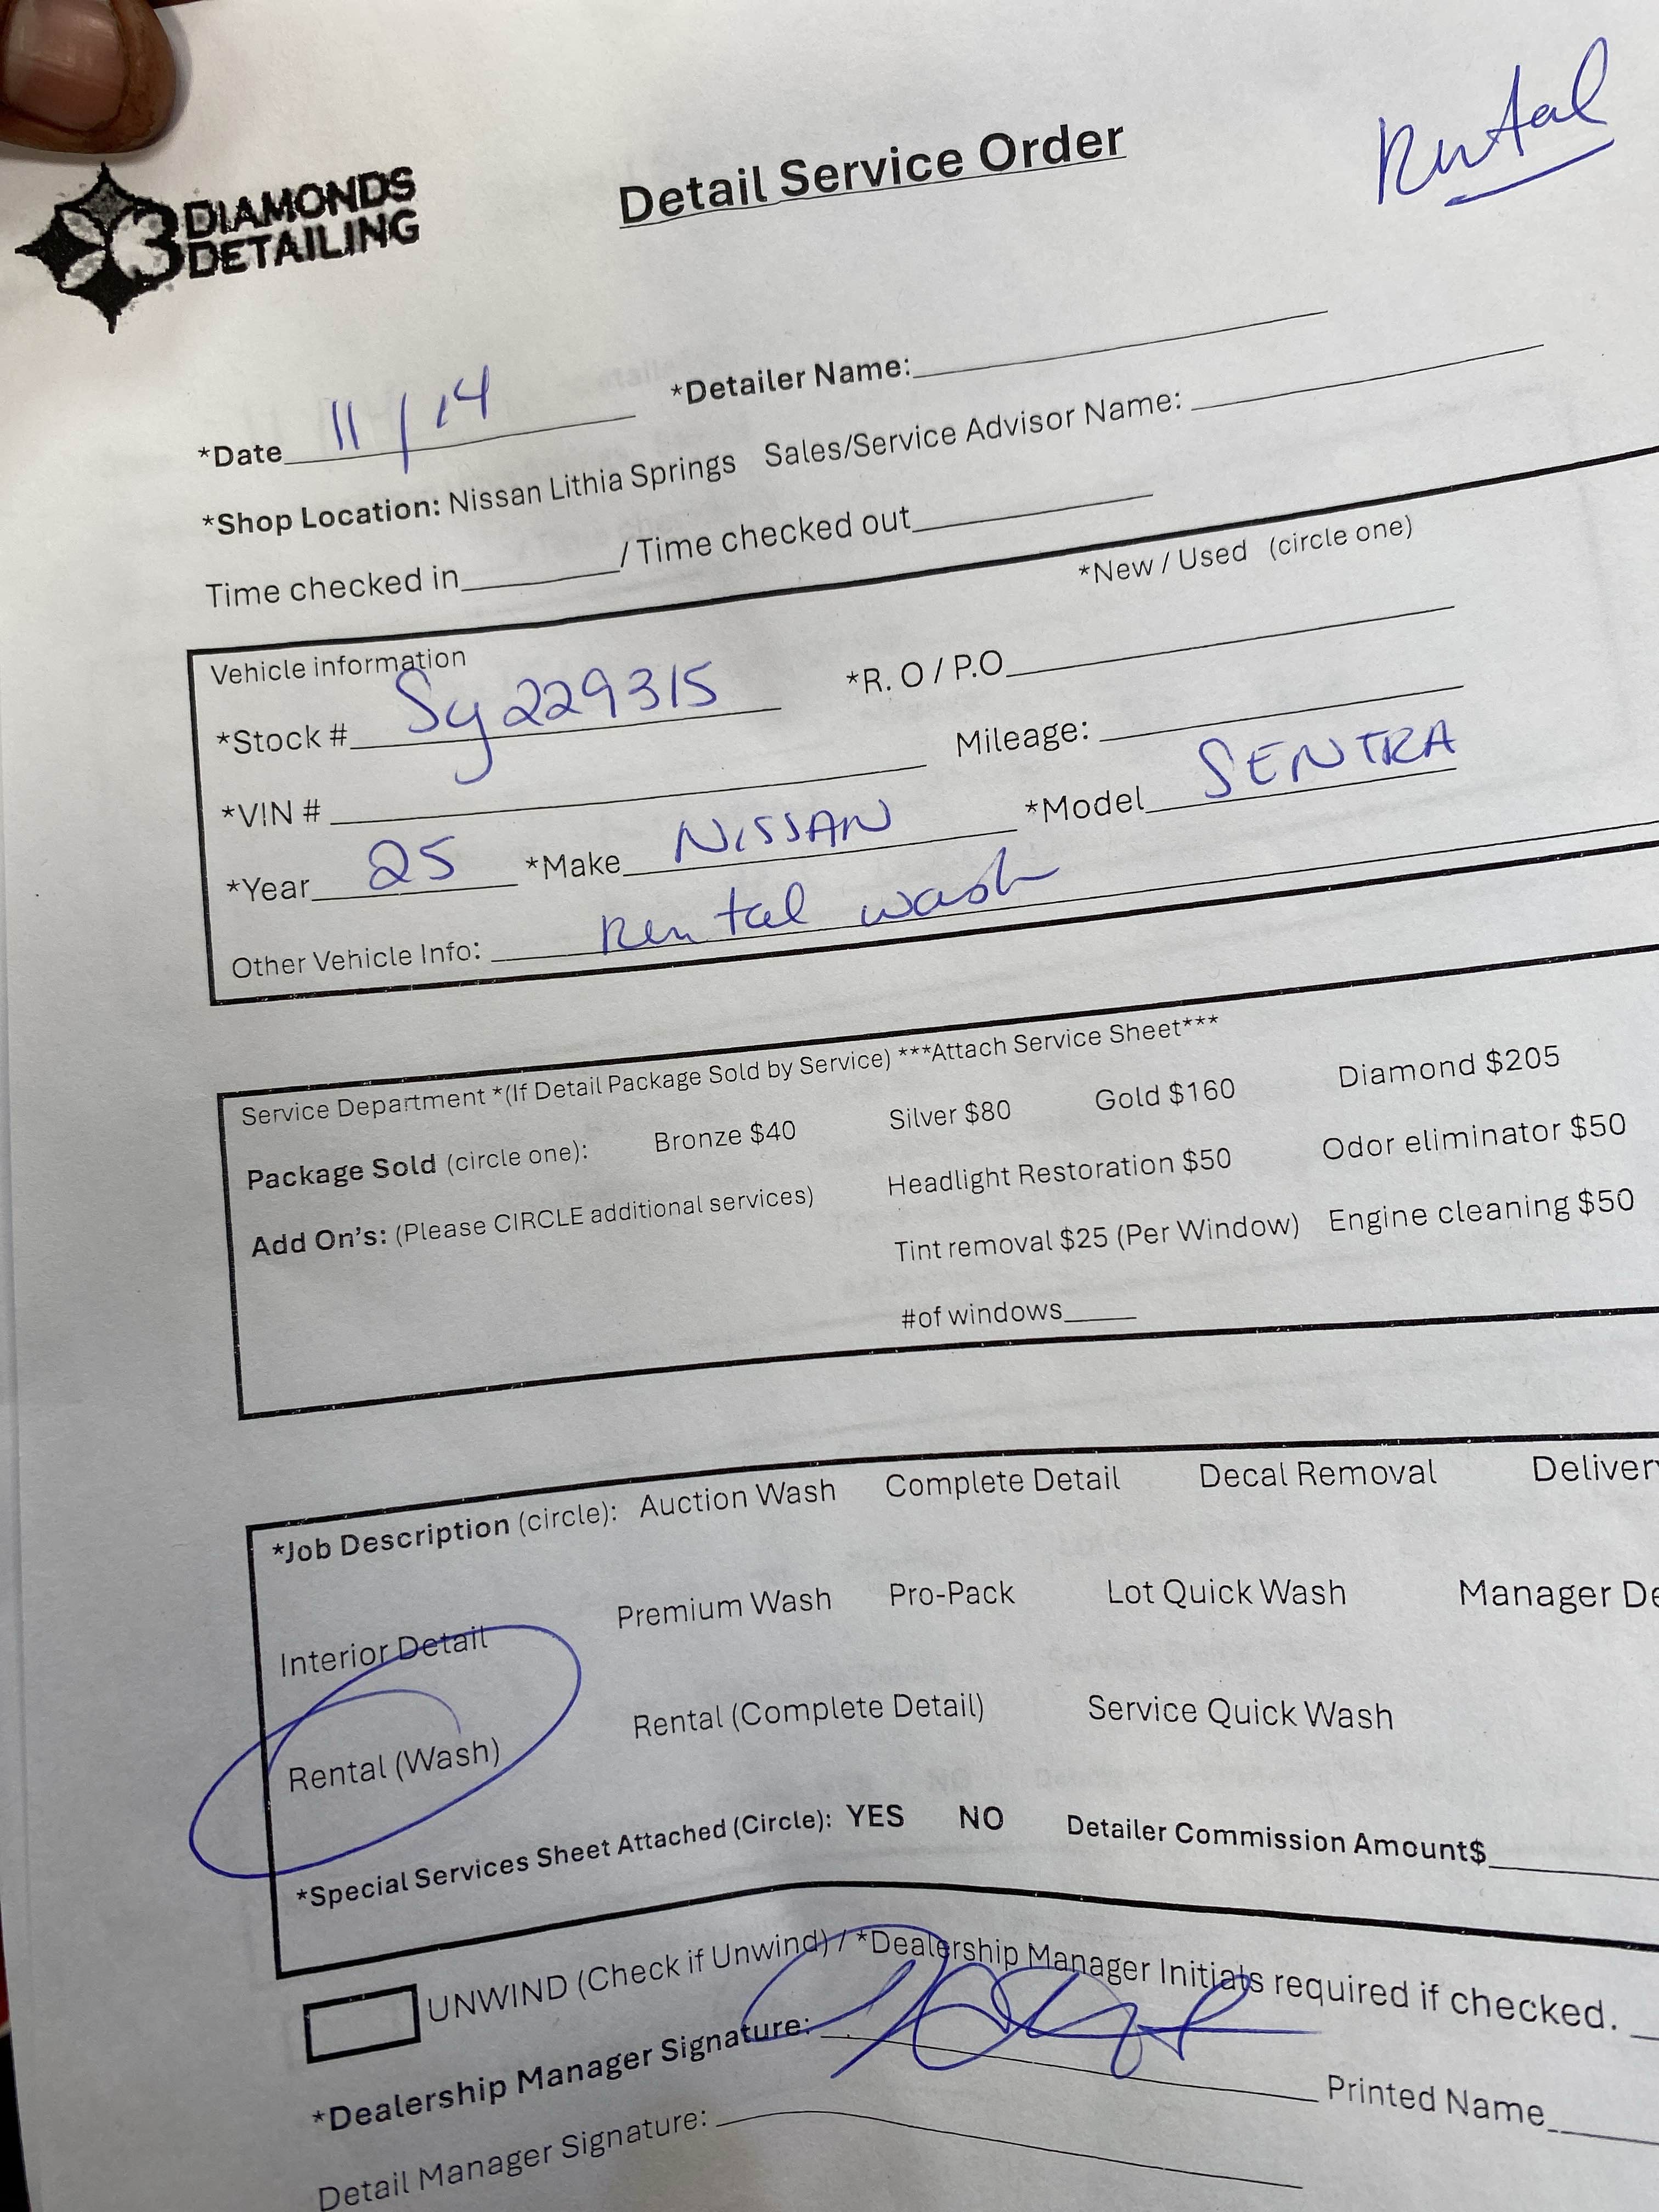 Rental
3 DIAMONDS
DETAILING
Detail Service Order
*Date 11/14 *Detailer Name:
*Shop Location: Nissan Lithia Springs Sales/Service Advisor Name:
Time checked in / Time checked out
*New / Used (circle one)
Vehicle information
*Stock # Sy229315 *R. O / P.O
*VIN # Mileage:
*Year 25 *Make NISSAN *Model SENTRA
Other Vehicle Info: Rental wash
Service Department *(If Detail Package Sold by Service) ***Attach Service Sheet***
Package Sold (circle one): Bronze $40 Silver $80 Gold $160 Diamond $205
Add On's: (Please CIRCLE additional services) Headlight Restoration $50 Odor eliminator $50
Tint removal $25 (Per Window) Engine cleaning $50
#of windows
*Job Description (circle): Auction Wash Complete Detail Decal Removal Deliver
Interior Detail Premium Wash Pro-Pack Lot Quick Wash Manager De
Rental (Wash) Rental (Complete Detail) Service Quick Wash
*Special Services Sheet Attached (Circle): YES NO Detailer Commission Amount$
UNWIND (Check if Unwind) / *Dealership Manager Initials required if checked.
*Dealership Manager Signature: Printed Name
Detail Manager Signature: